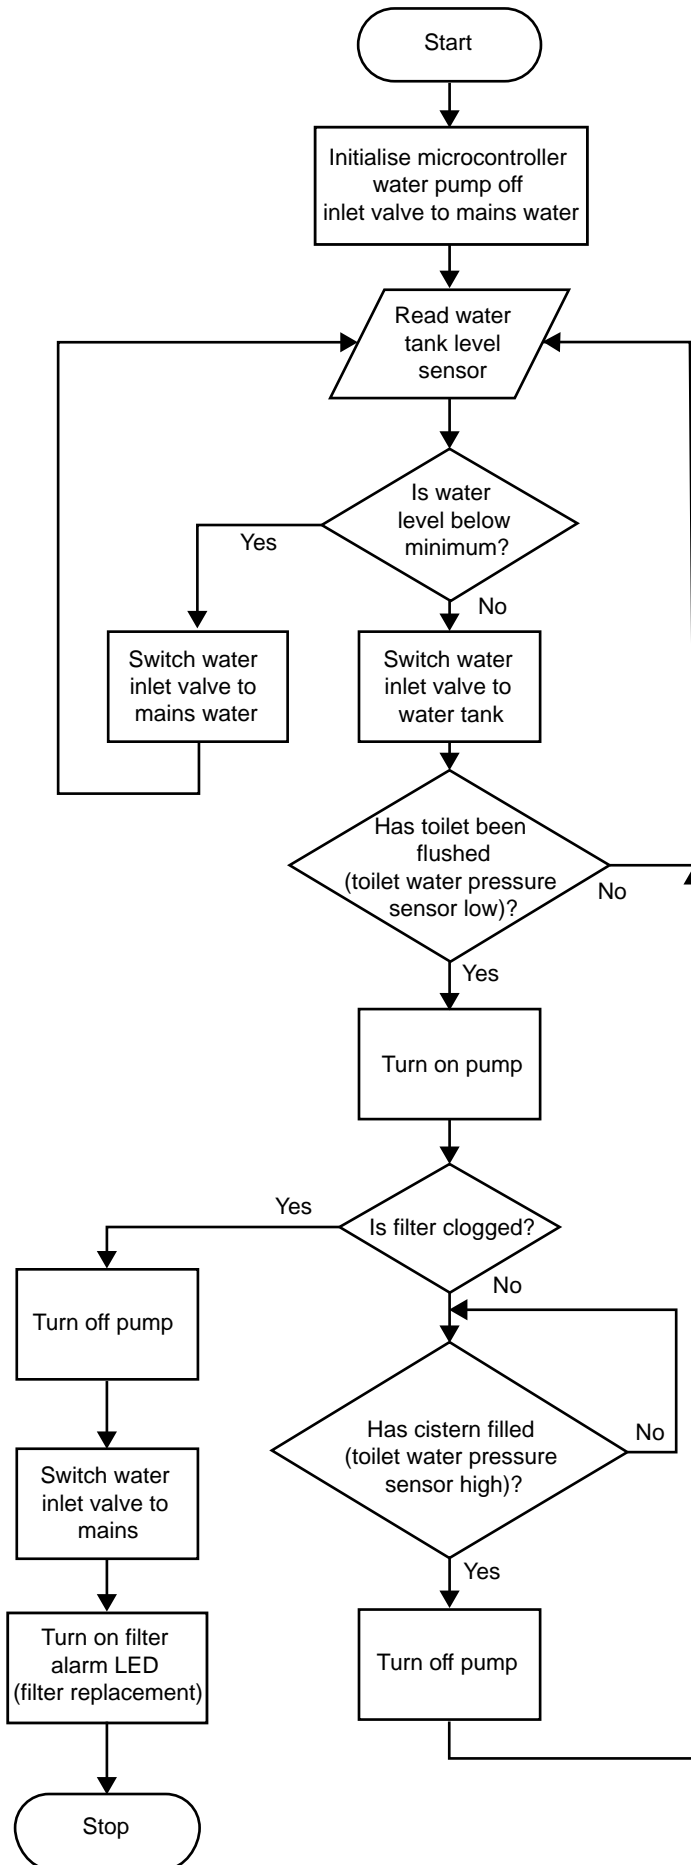 Start
Initialise microcontroller
water pump off
inlet valve to mains water
Read water
tank level
sensor
Is water
level below
minimum?
Yes
No
Switch water
inlet valve to
mains water
Switch water
inlet valve to
water tank
Has toilet been
flushed
(toilet water pressure
sensor low)?
No
Yes
Turn on pump
Yes
Is filter clogged?
No
Turn off pump
Has cistern filled
(toilet water pressure
sensor high)?
No
Switch water
inlet valve to
mains
Yes
Turn on filter
alarm LED
(filter replacement)
Turn off pump
Stop